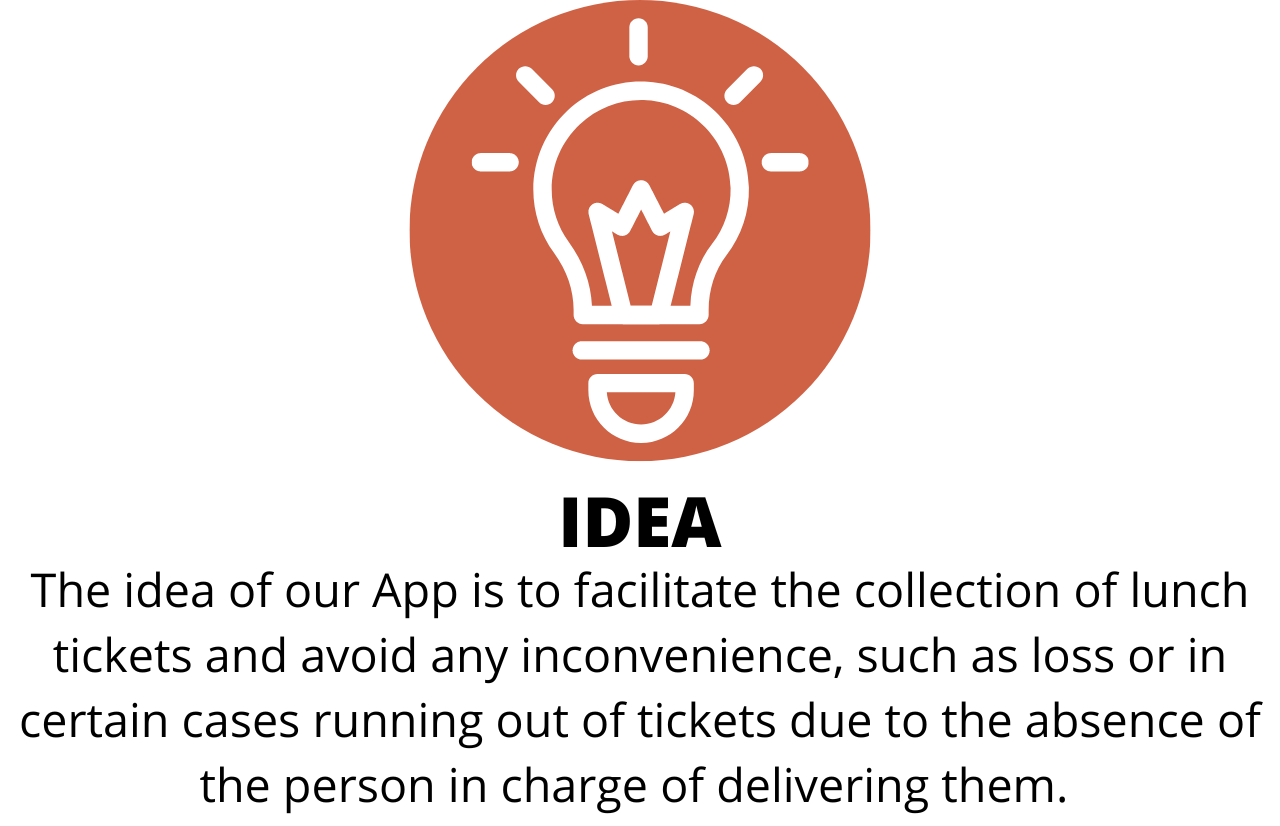 IDEA
The idea of our App is to facilitate the collection of lunch
tickets and avoid any inconvenience, such as loss or in
certain cases running out of tickets due to the absence of
the person in charge of delivering them.